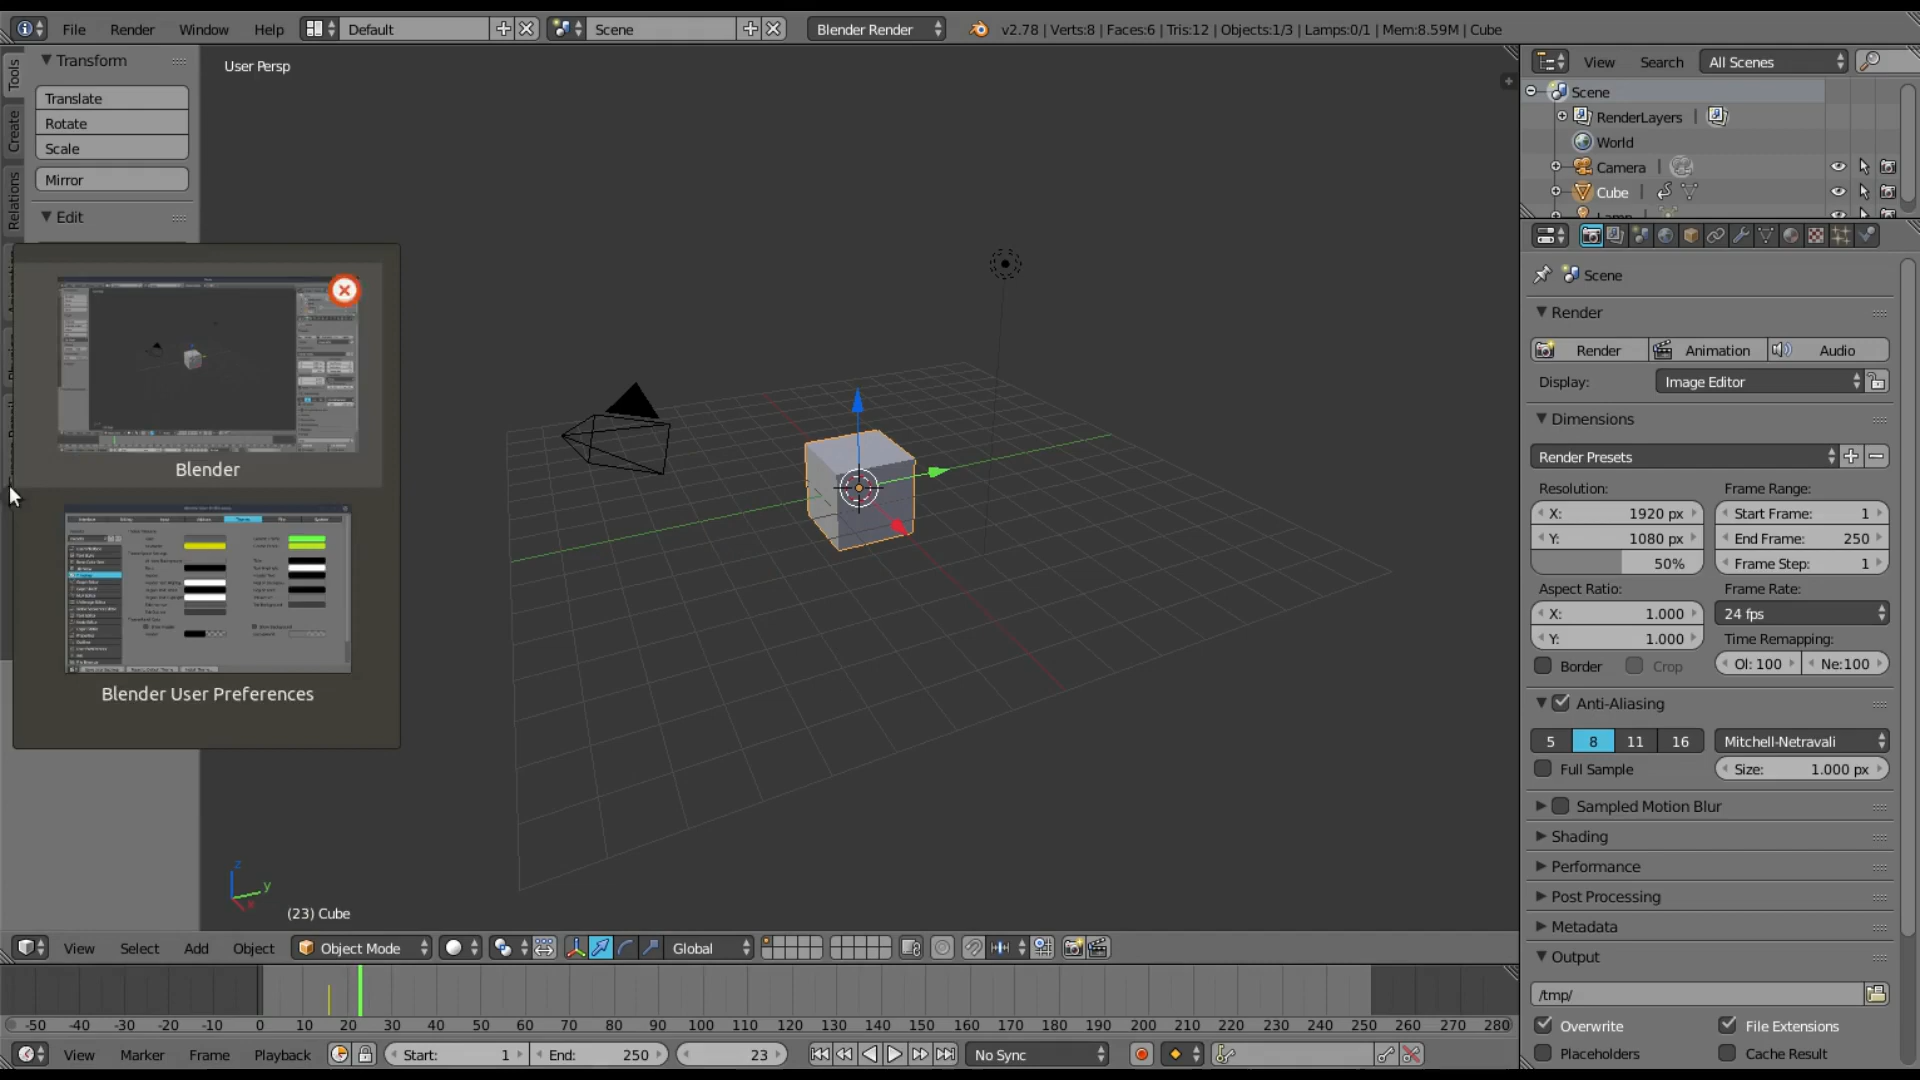 File Render Window Help Default Scene Blender Render v2.78 | Verts:8 | Faces:6 | Tris:12 | Objects:1/3 | Lamps:0/1 | Mem:8.59M | Cube
Tools
Create
Relations
Transform
Translate
Rotate
Scale
Mirror
Edit
User Persp
Blender
Blender User Preferences
z
y
x
(23) Cube
View Search All Scenes
Scene
RenderLayers |
World
Camera |
Cube |
Lamp
Scene
Render
Render Animation Audio
Display: Image Editor
Dimensions
Render Presets
Resolution: Frame Range:
X: 1920 px Start Frame: 1
Y: 1080 px End Frame: 250
50% Frame Step: 1
Aspect Ratio: Frame Rate:
X: 1.000 24 fps
Y: 1.000 Time Remapping:
Border Crop Ol: 100 Ne:100
Anti-Aliasing
5 8 11 16 Mitchell-Netravali
Full Sample Size: 1.000 px
Sampled Motion Blur
Shading
Performance
Post Processing
Metadata
Output
/tmp/
Overwrite File Extensions
Placeholders Cache Result
View Select Add Object Object Mode Global
-50 -40 -30 -20 -10 0 10 20 30 40 50 60 70 80 90 100 110 120 130 140 150 160 170 180 190 200 210 220 230 240 250 260 270 280
View Marker Frame Playback Start: 1 End: 250 23 No Sync